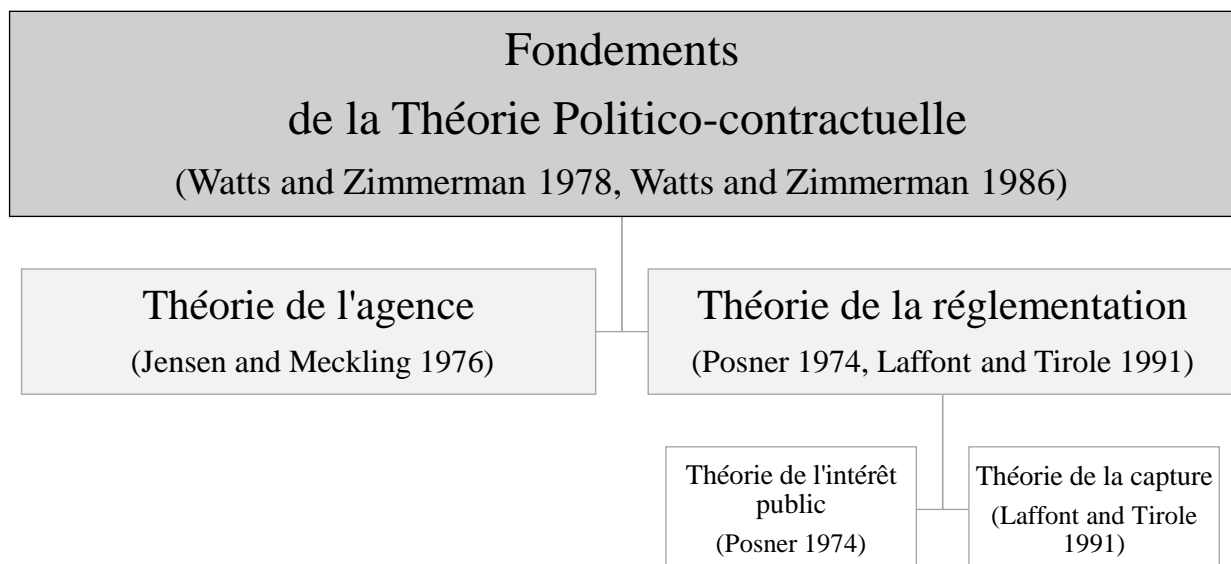 Fondements
de la Théorie Politico-contractuelle
(Watts and Zimmerman 1978, Watts and Zimmerman 1986)
Théorie de l'agence
(Jensen and Meckling 1976)
Théorie de la réglementation
(Posner 1974, Laffont and Tirole 1991)
Théorie de l'intérêt
public
(Posner 1974)
Théorie de la capture
(Laffont and Tirole
1991)